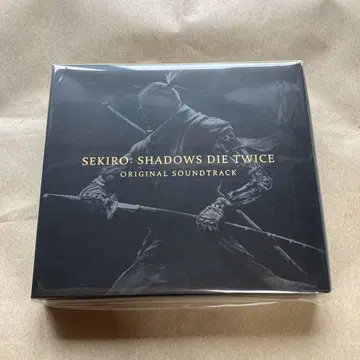 SEKIRO: SHADOWS DIE TWICE
ORIGINAL SOUNDTRACK